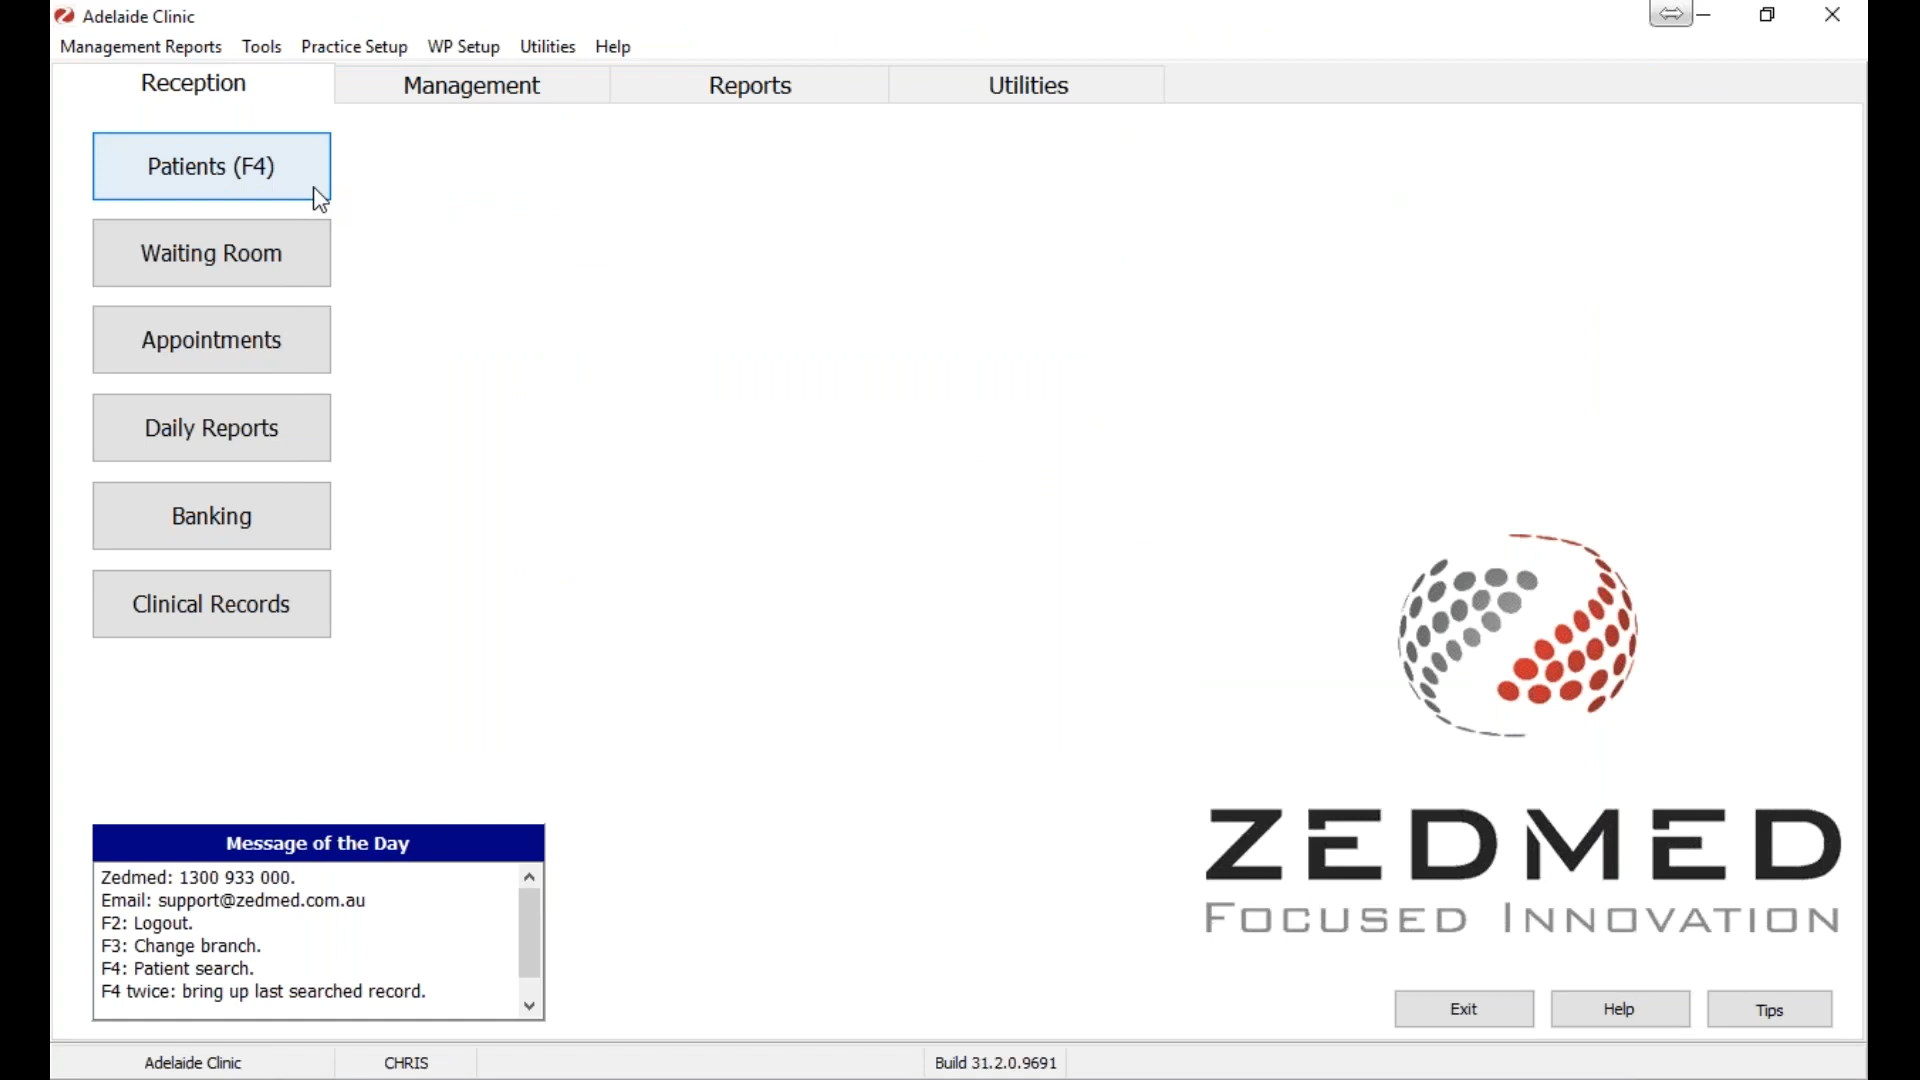 Adelaide Clinic
Management Reports Tools Practice Setup WP Setup Utilities Help
Reception Management Reports Utilities
Patients (F4)
Waiting Room
Appointments
Daily Reports
Banking
Clinical Records
Message of the Day
Zedmed: 1300 933 000.
Email: support@zedmed.com.au
F2: Logout.
F3: Change branch.
F4: Patient search.
F4 twice: bring up last searched record.
ZEDMED
FOCUSED INNOVATION
Exit Help Tips
Adelaide Clinic CHRIS Build 31.2.0.9691